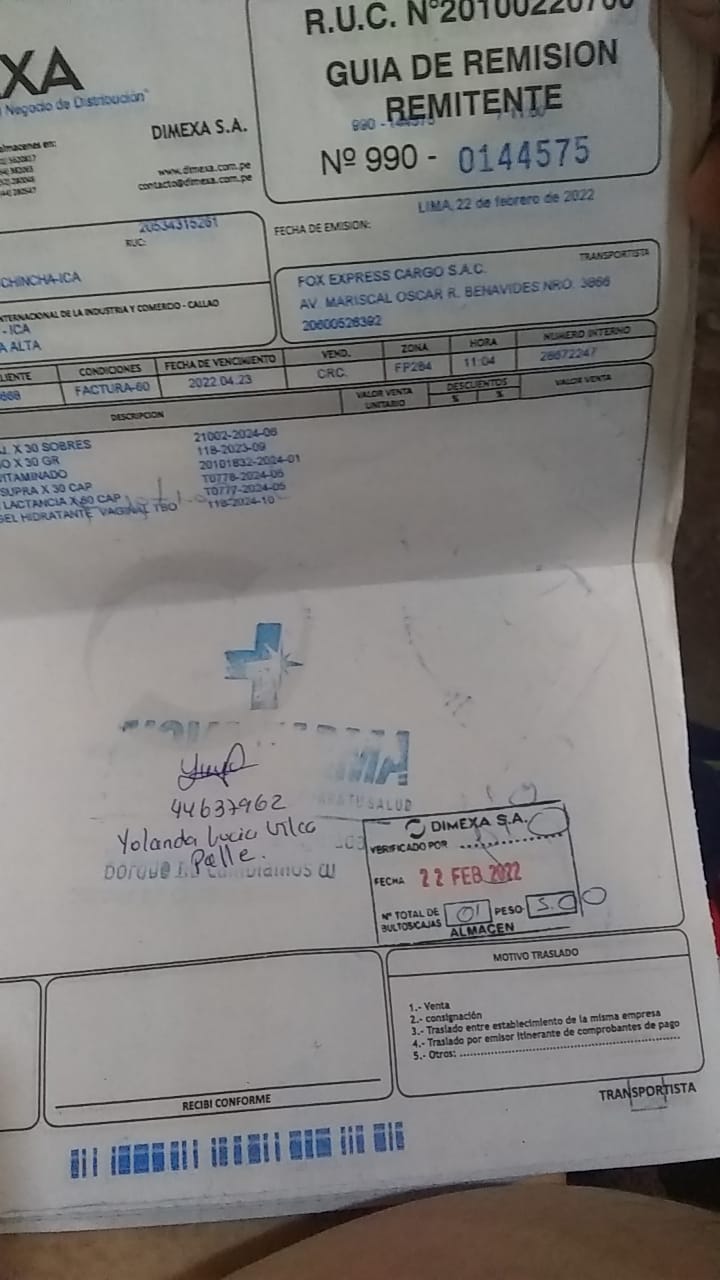 R.U.C. Nº20100220700
GUIA DE REMISION
REMITENTE
Nº 990 - 0144575
XA
Negocio de Distribución"
DIMEXA S.A.
almacenes en:
www.dimexa.com.pe
contacto@dimexa.com.pe
LIMA, 22 de febrero de 2022
FECHA DE EMISION:
20534315261
RUC:
CHINCHA-ICA
TRANSPORTISTA
FOX EXPRESS CARGO S.A.C.
AV. MARISCAL OSCAR R. BENAVIDES NRO. 3866
20600526392
INTERNACIONAL DE LA INDUSTRIA Y COMERCIO - CALLAO
- ICA
A ALTA
LIENTE CONDICIONES FECHA DE VENCIMIENTO VEND. ZONA HORA NUMERO INTERNO
FACTURA-60 2022.04.23 CRC. FP284 11:04 28672247
DESCRIPCION VALOR VENTA UNITARIO DESCUENTOS % % VALOR VENTA
X 30 SOBRES 21002-2024-06
O X 30 GR 118-2023-09
VITAMINADO 20101832-2024-01
SUPRA X 30 CAP T0778-2024-05
LACTANCIA X 60 CAP T0777-2024-05
GEL HIDRATANTE VAGINAL TBO 118-2024-10
44637962
Yolanda Lucia Vilca
Palle.
DIMEXA S.A.
VERIFICADO POR
FECHA 22 FEB 2022
Nº TOTAL DE BULTOS/CAJAS 01 PESO 5.00
ALMACEN
MOTIVO TRASLADO
1.- Venta
2.- consignación
3.- Traslado entre establecimiento de la misma empresa
4.- Traslado por emisor itinerante de comprobantes de pago
5.- Otros:
RECIBI CONFORME
TRANSPORTISTA